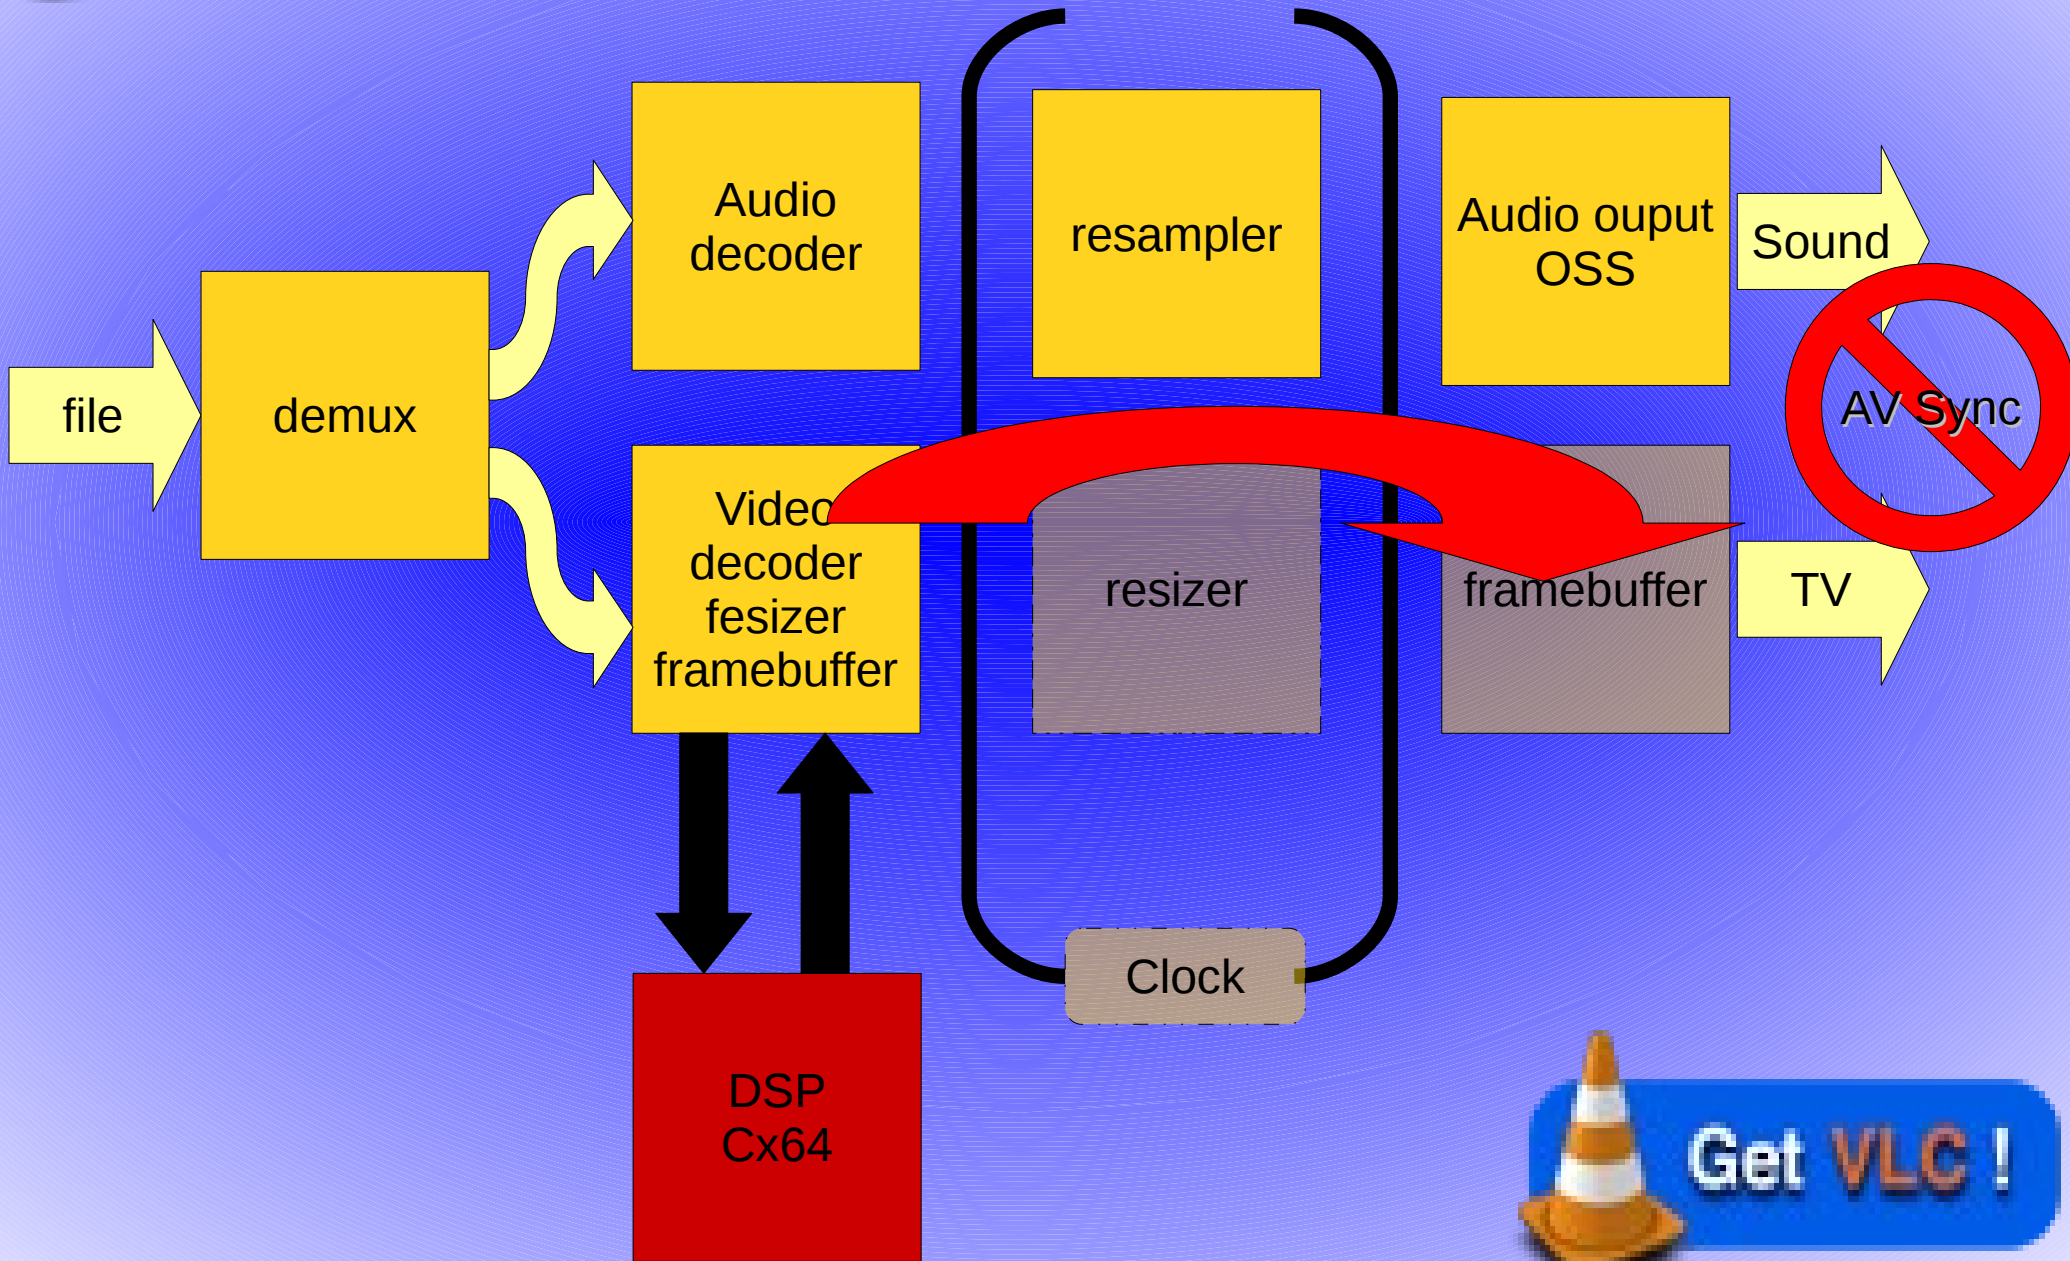 file
demux
Audio
decoder
resampler
Audio ouput
OSS
Sound
AV Sync
Video
decoder
fesizer
framebuffer
resizer
framebuffer
TV
Clock
DSP
Cx64
Get VLC !